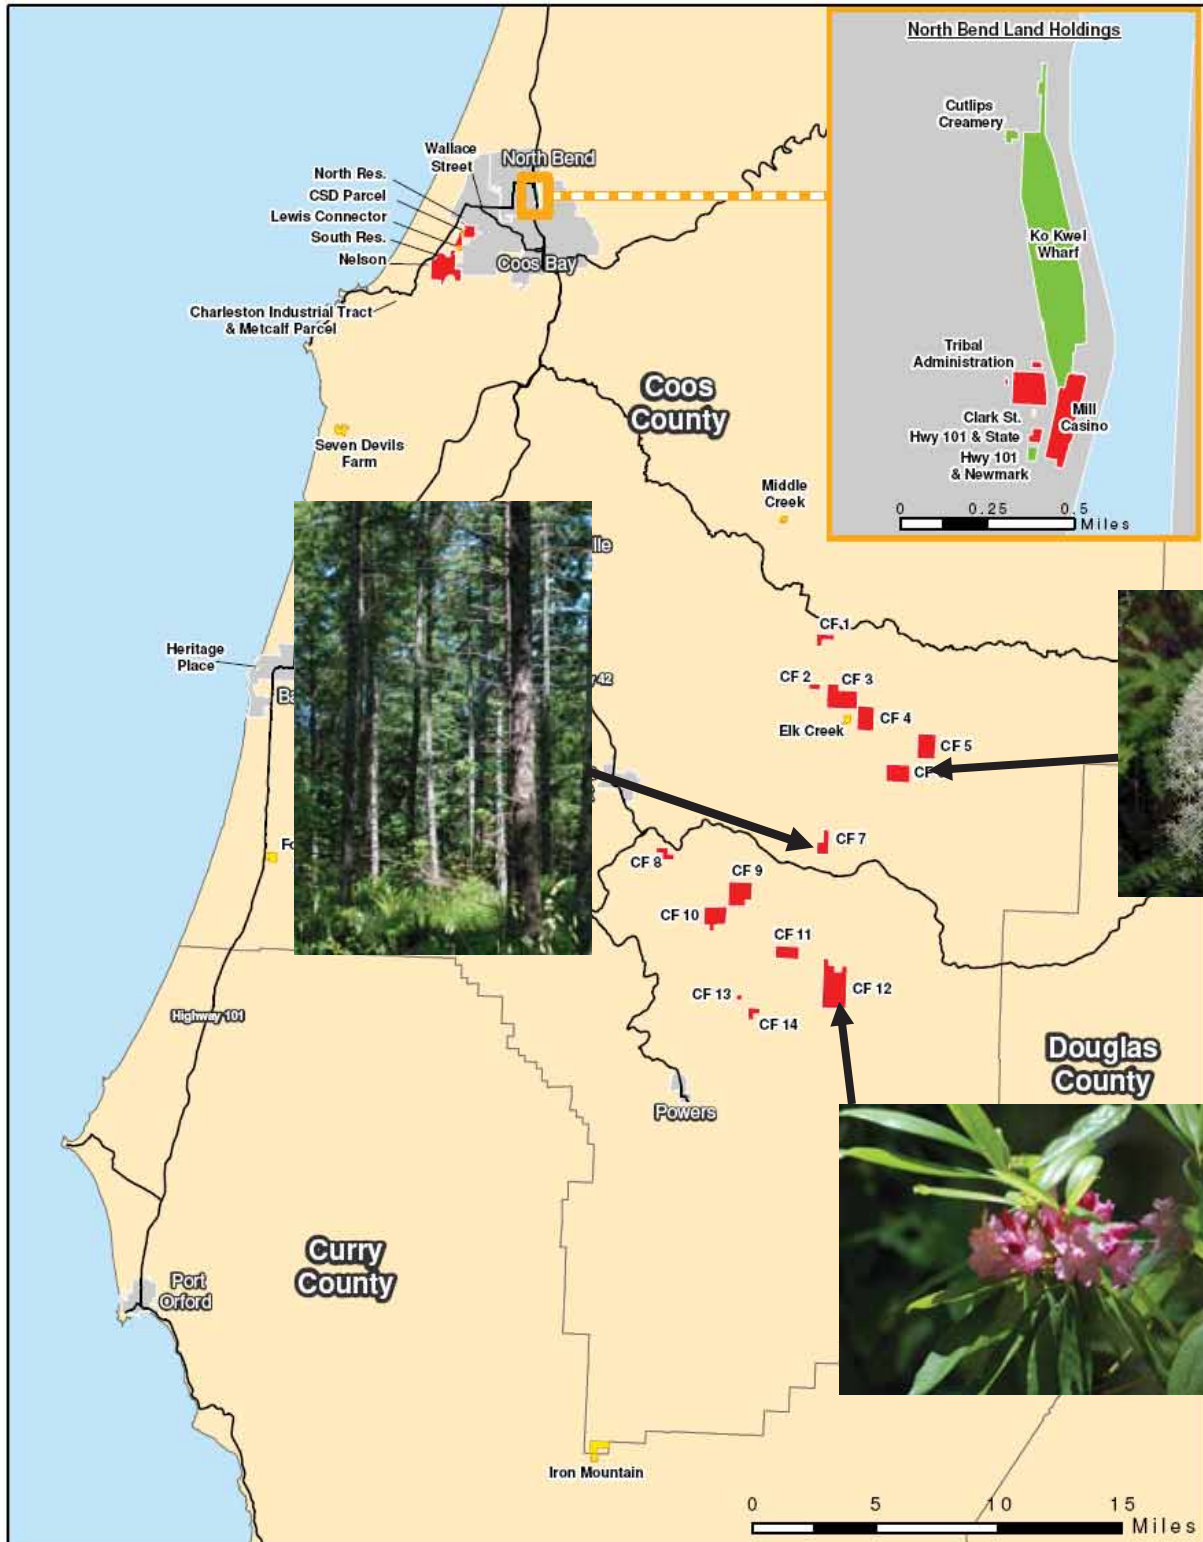 North Bend Land Holdings
Cutlips
Creamery
Ko Kwel
Wharf
Tribal
Administration
Clark St.
Mill
Casino
Hwy 101 & State
Hwy 101
& Newmark
0 0.25 0.5
Miles
Wallace
Street
North Bend
North Res.
CSD Parcel
Lewis Connector
South Res.
Nelson
Coos Bay
Charleston Industrial Tract
& Metcalf Parcel
Coos
County
Seven Devils
Farm
Middle
Creek
lle
CF 1
Heritage
Place
Ba
42
CF 2
CF 3
CF 4
Elk Creek
CF 5
CF
CF 7
Fo
CF 8
CF 9
CF 10
CF 11
CF 12
CF 13
CF 14
Highway 101
Douglas
County
Powers
Curry
County
Port
Orford
Iron Mountain
0 5 10 15
Miles